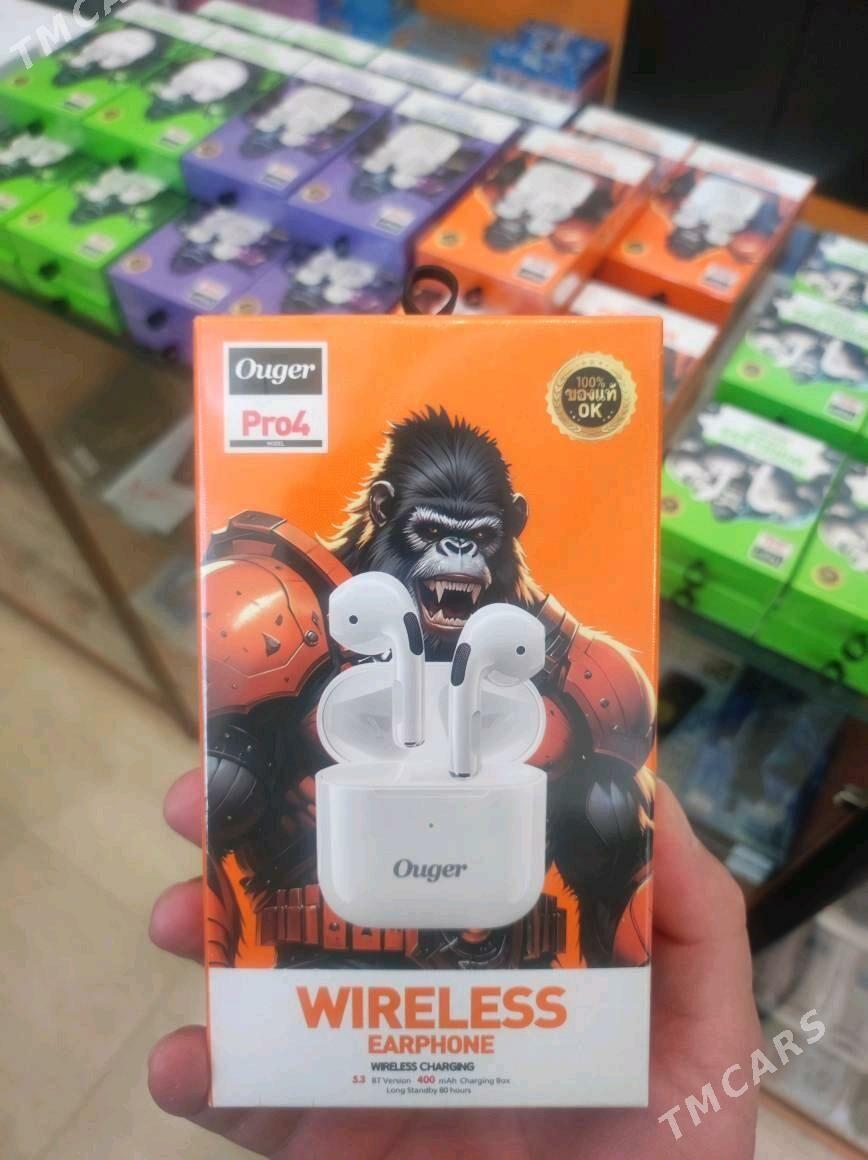 TMCARS
Ouger
Pro4
MODEL
100%
ของแท้
OK
Ouger
WIRELESS
EARPHONE
WIRELESS CHARGING
5.3 BT Version · 400 mAh Charging Box
Long Standby 80 hours
TMCARS